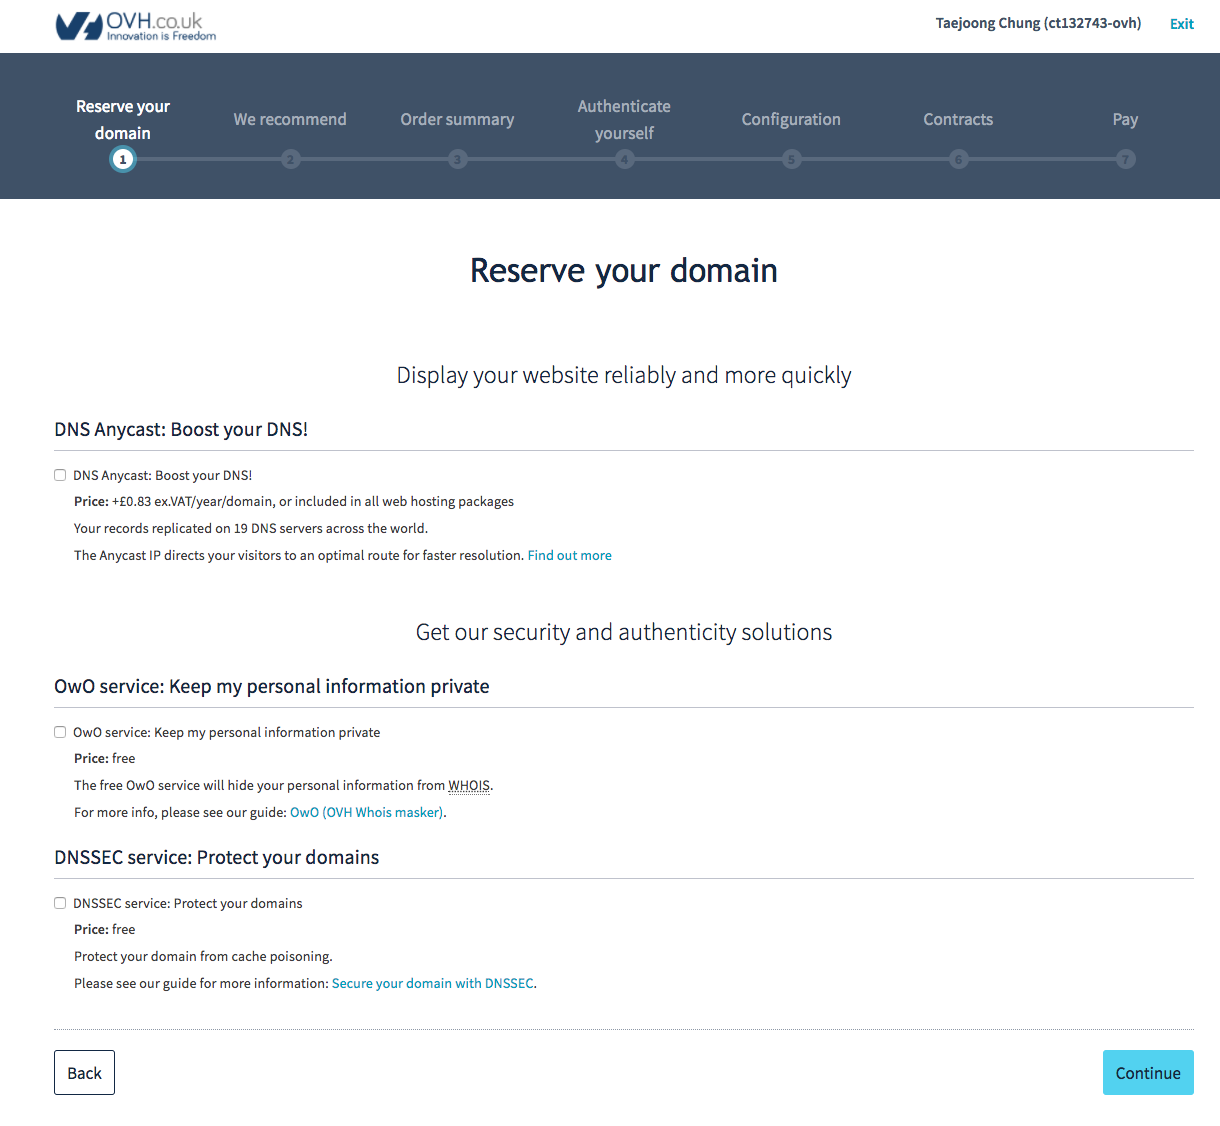 OVH.co.uk
Innovation is Freedom
Taejoong Chung (ct132743-ovh)
Exit
Reserve your
domain
1
We recommend
2
Order summary
3
Authenticate
yourself
4
Configuration
5
Contracts
6
Pay
7
Reserve your domain
Display your website reliably and more quickly
DNS Anycast: Boost your DNS!
DNS Anycast: Boost your DNS!
Price: +£0.83 ex.VAT/year/domain, or included in all web hosting packages
Your records replicated on 19 DNS servers across the world.
The Anycast IP directs your visitors to an optimal route for faster resolution. Find out more
Get our security and authenticity solutions
OwO service: Keep my personal information private
OwO service: Keep my personal information private
Price: free
The free OwO service will hide your personal information from WHOIS.
For more info, please see our guide: OwO (OVH Whois masker).
DNSSEC service: Protect your domains
DNSSEC service: Protect your domains
Price: free
Protect your domain from cache poisoning.
Please see our guide for more information: Secure your domain with DNSSEC.
Back
Continue